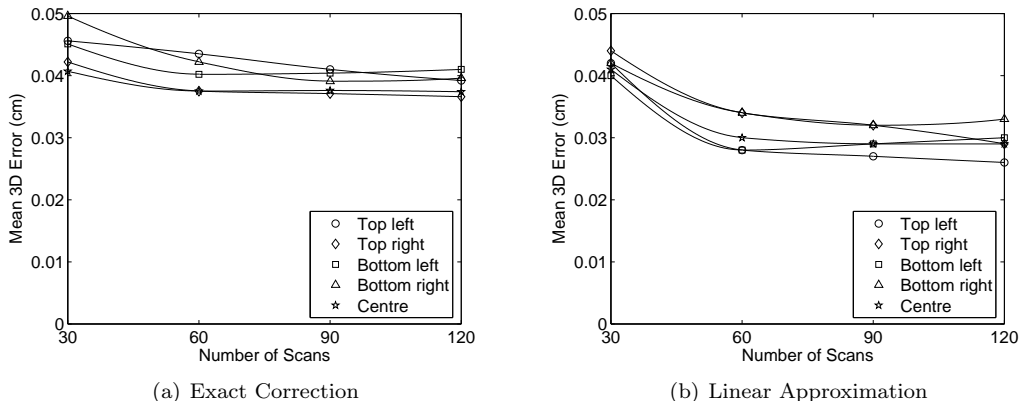 0.05
0.04
0.03
0.02
0.01
0
Mean 3D Error (cm)
Top left
Top right
Bottom left
Bottom right
Centre
30 60 90 120
Number of Scans
(a) Exact Correction
0.05
0.04
0.03
0.02
0.01
0
Mean 3D Error (cm)
Top left
Top right
Bottom left
Bottom right
Centre
30 60 90 120
Number of Scans
(b) Linear Approximation